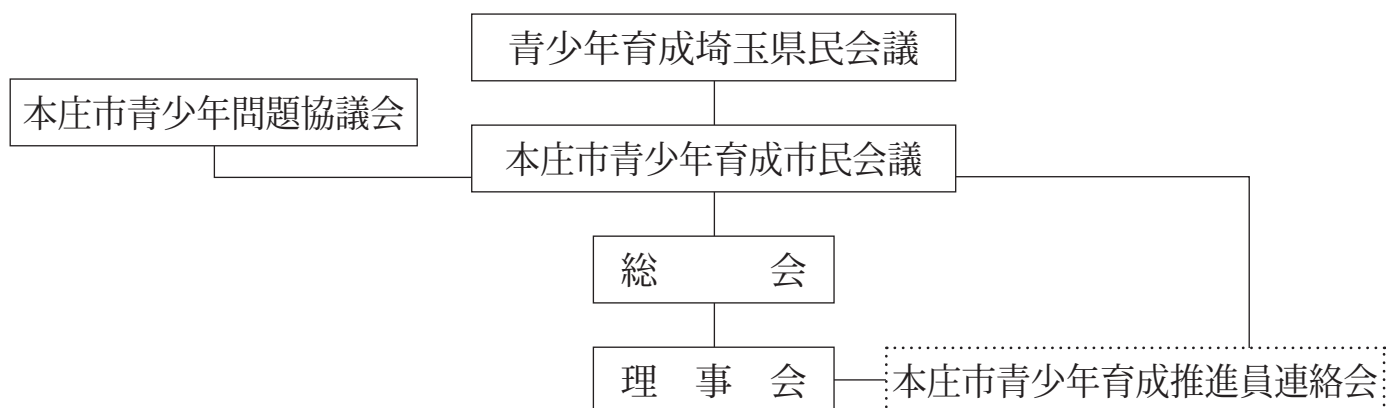 青少年育成埼玉県民会議
本庄市青少年問題協議会
本庄市青少年育成市民会議
総　会
理　事　会
本庄市青少年育成推進員連絡会